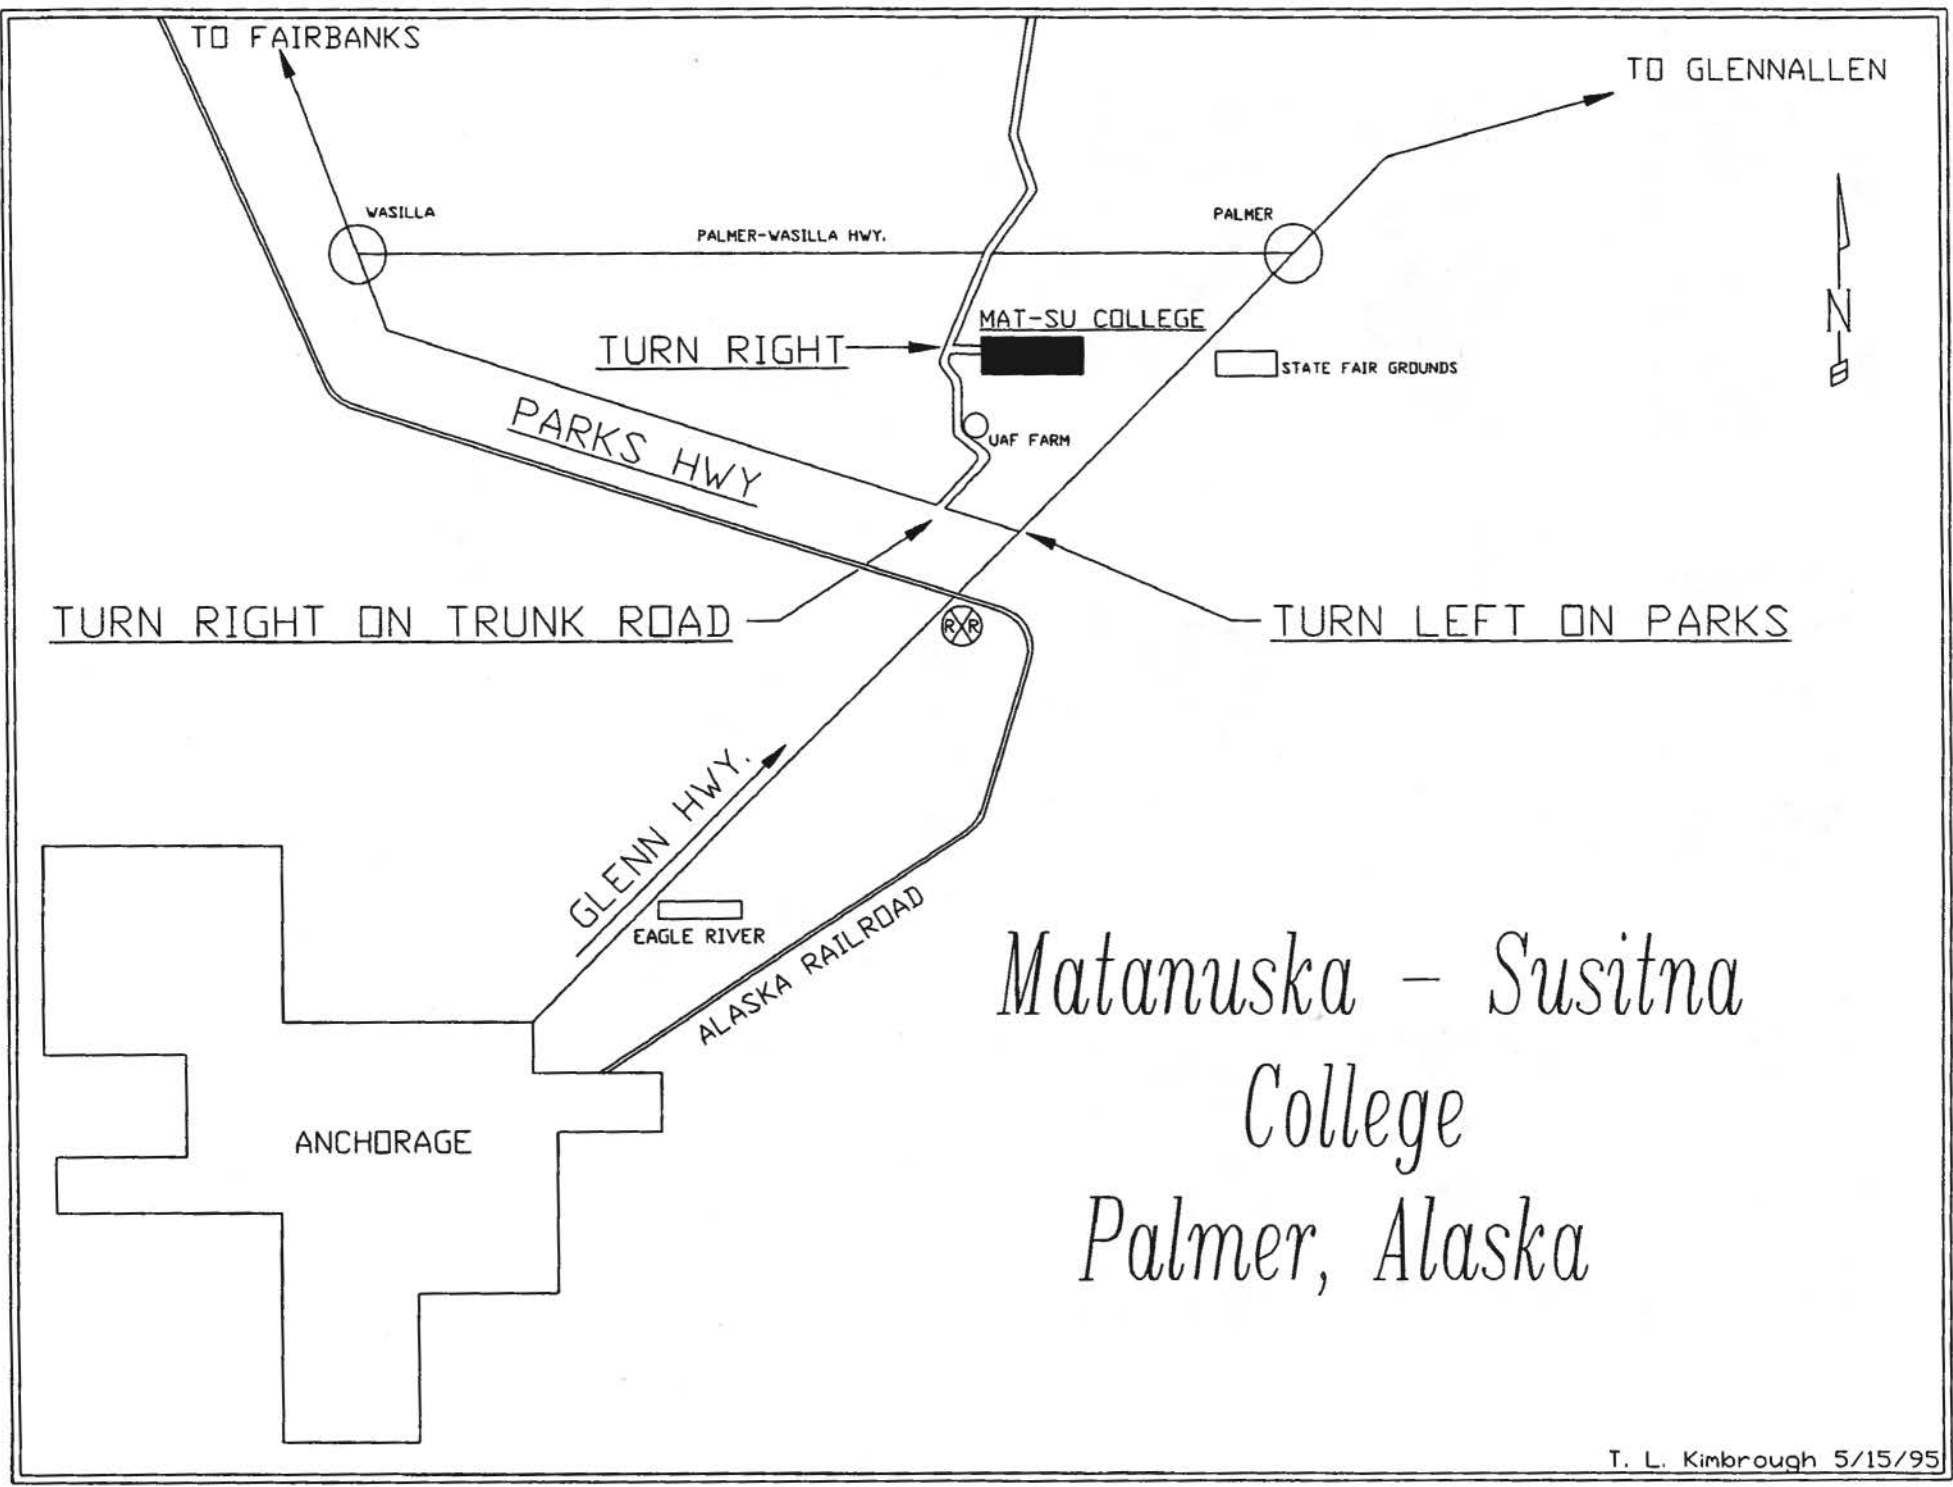 TO FAIRBANKS
TO GLENNALLEN
WASILLA
PALMER
PALMER-WASILLA HWY.
N
MAT-SU COLLEGE
TURN RIGHT
STATE FAIR GROUNDS
PARKS HWY
UAF FARM
TURN RIGHT ON TRUNK ROAD
RXR
TURN LEFT ON PARKS
GLENN HWY.
EAGLE RIVER
ALASKA RAILROAD
ANCHORAGE
Matanuska - Susitna
College
Palmer, Alaska
T. L. Kimbrough 5/15/95